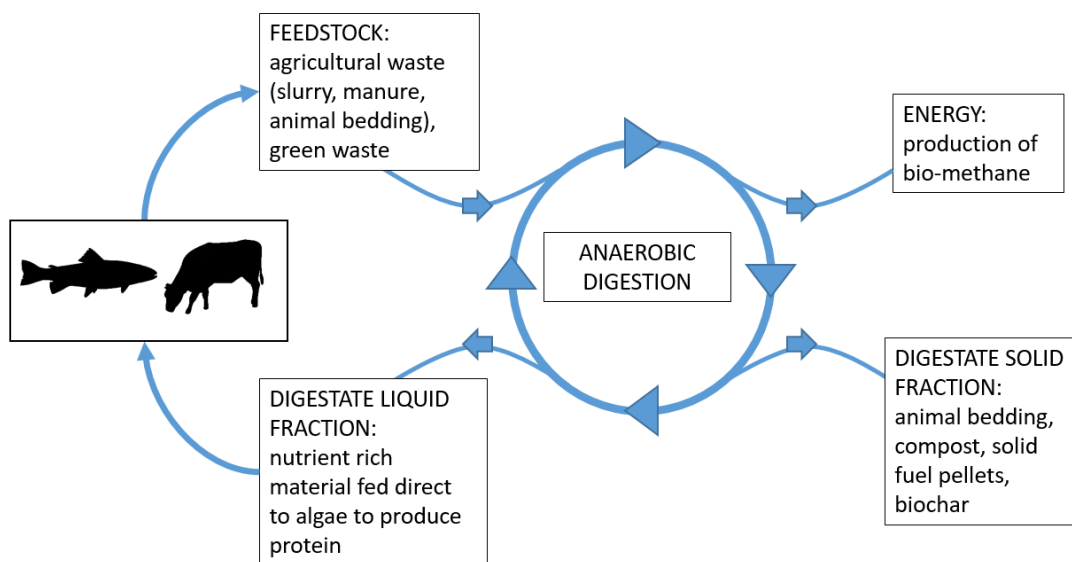 FEEDSTOCK:
agricultural waste
(slurry, manure,
animal bedding),
green waste
ENERGY:
production of
bio-methane
ANAEROBIC
DIGESTION
DIGESTATE LIQUID
FRACTION:
nutrient rich
material fed direct
to algae to produce
protein
DIGESTATE SOLID
FRACTION:
animal bedding,
compost, solid
fuel pellets,
biochar